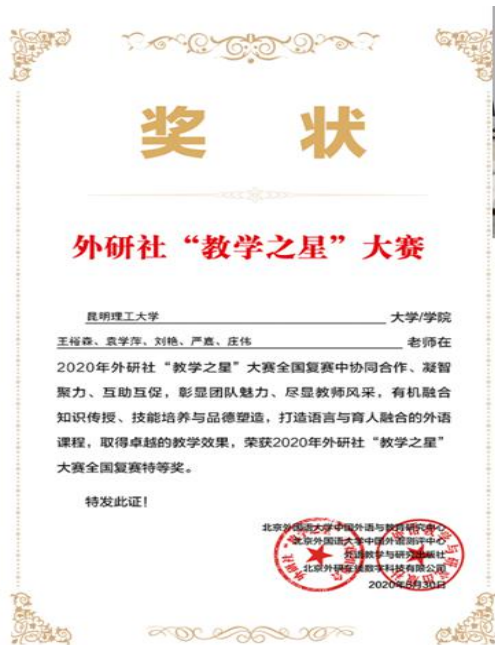 奖 状
外研社“教学之星”大赛
昆明理工大学 大学/学院
王裕森、袁学萍、刘艳、严嘉、庄伟 老师在
2020年外研社“教学之星”大赛全国复赛中协同合作、凝智
聚力、互助互促，彰显团队魅力、尽显教师风采，有机融合
知识传授、技能培养与品德塑造，打造语言与育人融合的外语
课程，取得卓越的教学效果，荣获2020年外研社“教学之星”
大赛全国复赛特等奖。
特发此证！
北京外国语大学中国外语与教育研究中心
北京外国语大学中国外语测评中心
外语教学与研究出版社
北京外研在线数字科技有限公司
2020年8月30日